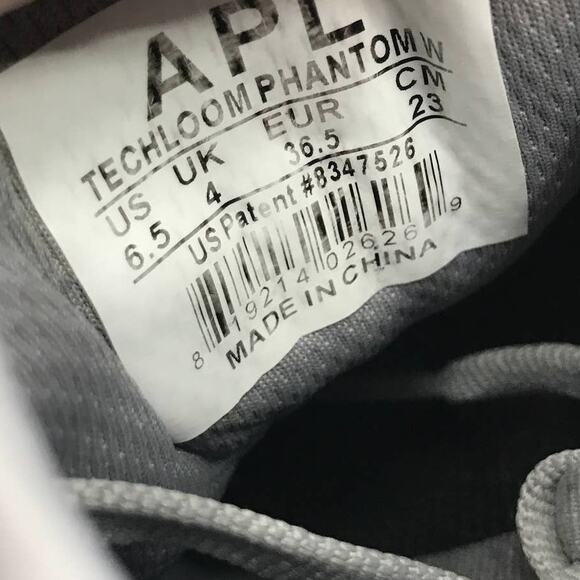 APL
TECHLOOM PHANTOM W
US UK EUR CM
6.5 4 36.5 23
US Patent #8347526
8 19214 02626 9
MADE IN CHINA